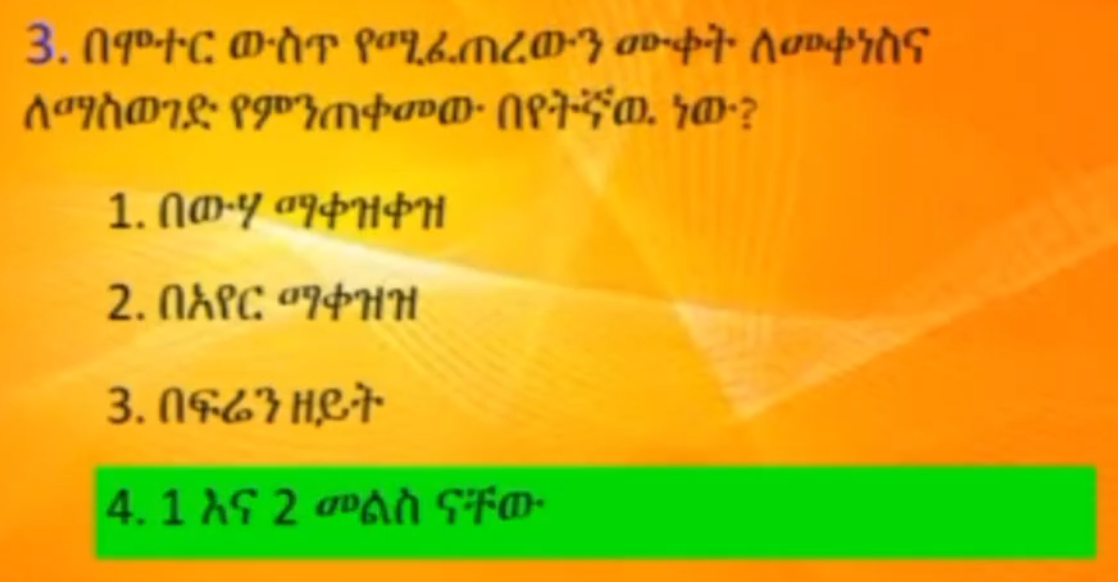 3. በሞተር ውስጥ የሚፈጠረውን ሙቀት ለመቀነስና
ለማስወገድ የምንጠቀመው በየትኛዉ ነው?
1. በውሃ ማቀዝቀዝ
2. በአየር ማቀዝዝ
3. በፍሬን ዘይት
4. 1 እና 2 መልስ ናቸው